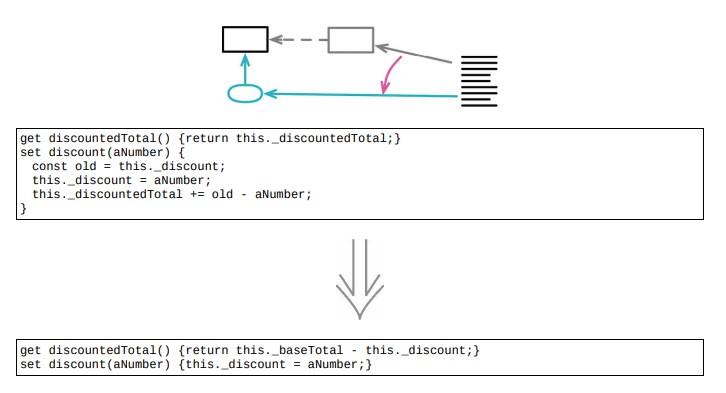 get discountedTotal() {return this._discountedTotal;}
set discount(aNumber) {
  const old = this._discount;
  this._discount = aNumber;
  this._discountedTotal += old - aNumber;
}
get discountedTotal() {return this._baseTotal - this._discount;}
set discount(aNumber) {this._discount = aNumber;}